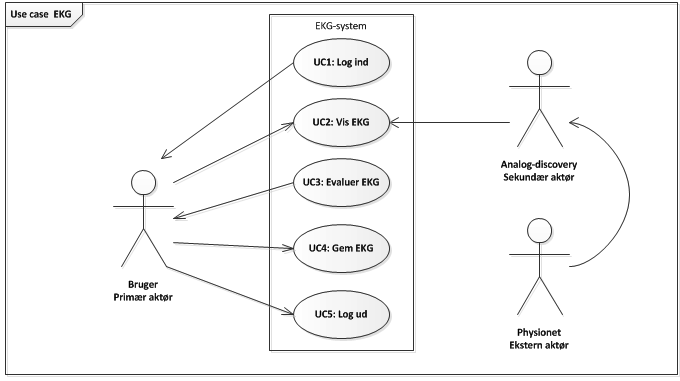 Use case EKG
EKG-system
UC1: Log ind
UC2: Vis EKG
UC3: Evaluer EKG
UC4: Gem EKG
UC5: Log ud
Bruger
Primær aktør
Analog-discovery
Sekundær aktør
Physionet
Ekstern aktør